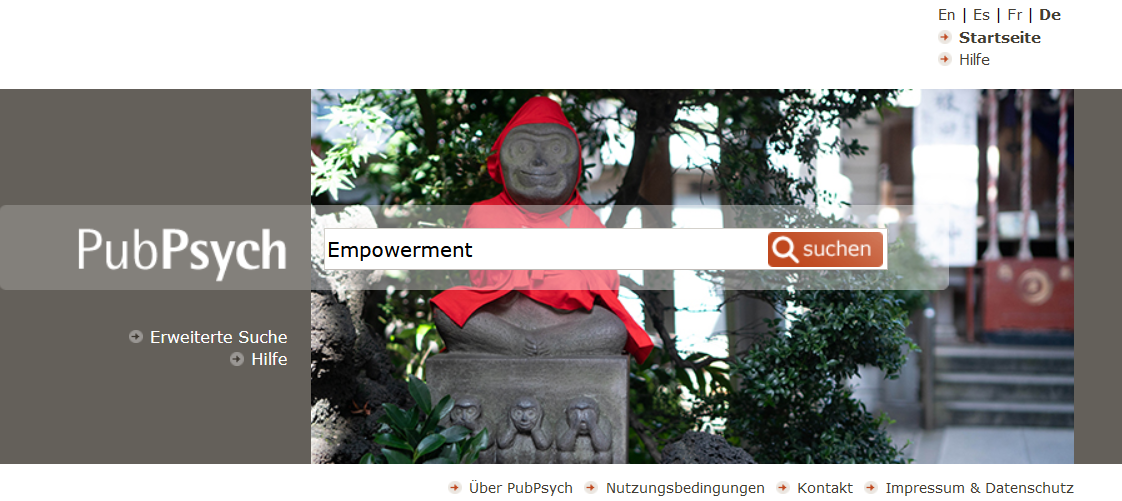 En | Es | Fr | De
Startseite
Hilfe
PubPsych
Empowerment
suchen
Erweiterte Suche
Hilfe
Über PubPsych
Nutzungsbedingungen
Kontakt
Impressum & Datenschutz